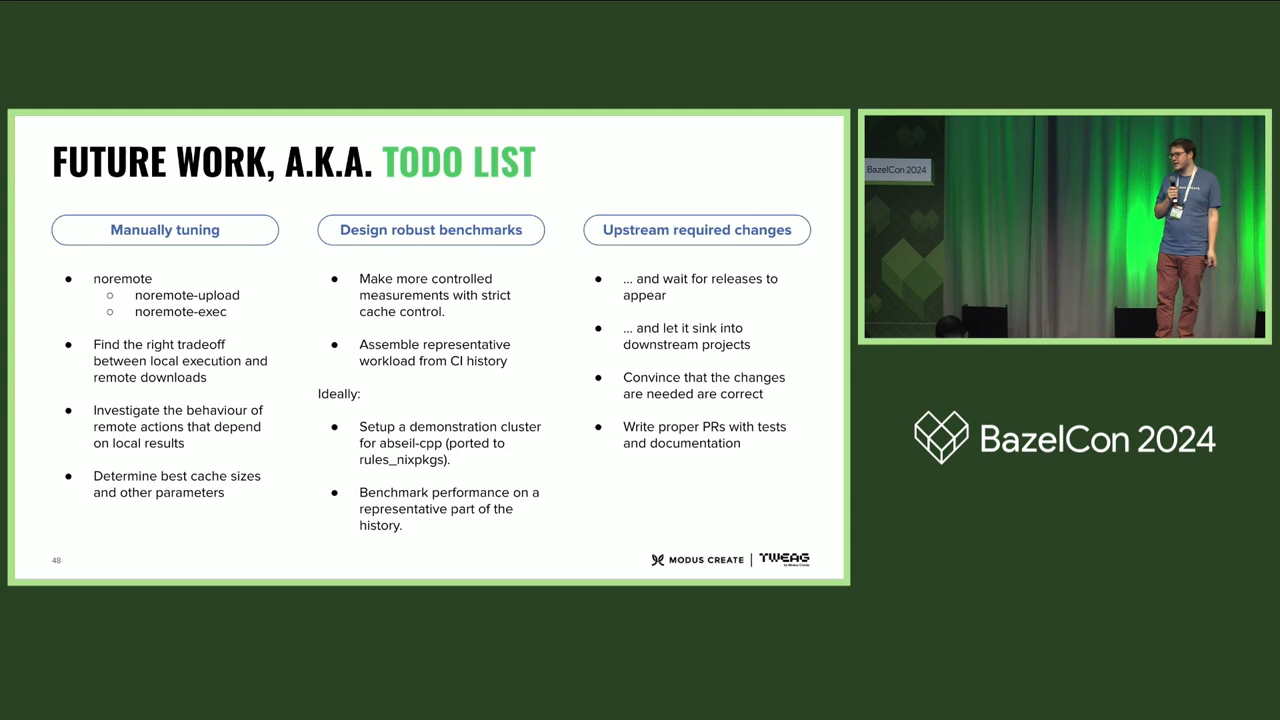 FUTURE WORK, A.K.A. TODO LIST
Manually tuning
● noremote
○ noremote-upload
○ noremote-exec
● Find the right tradeoff
between local execution and
remote downloads
● Investigate the behaviour of
remote actions that depend
on local results
● Determine best cache sizes
and other parameters
Design robust benchmarks
● Make more controlled
measurements with strict
cache control.
● Assemble representative
workload from CI history
Ideally:
● Setup a demonstration cluster
for abseil-cpp (ported to
rules_nixpkgs).
● Benchmark performance on a
representative part of the
history.
Upstream required changes
● ... and wait for releases to
appear
● ... and let it sink into
downstream projects
● Convince that the changes
are needed are correct
● Write proper PRs with tests
and documentation
48
MODUS CREATE | TWEAG
by Modus Create
BazelCon 2024
BazelCon 2024